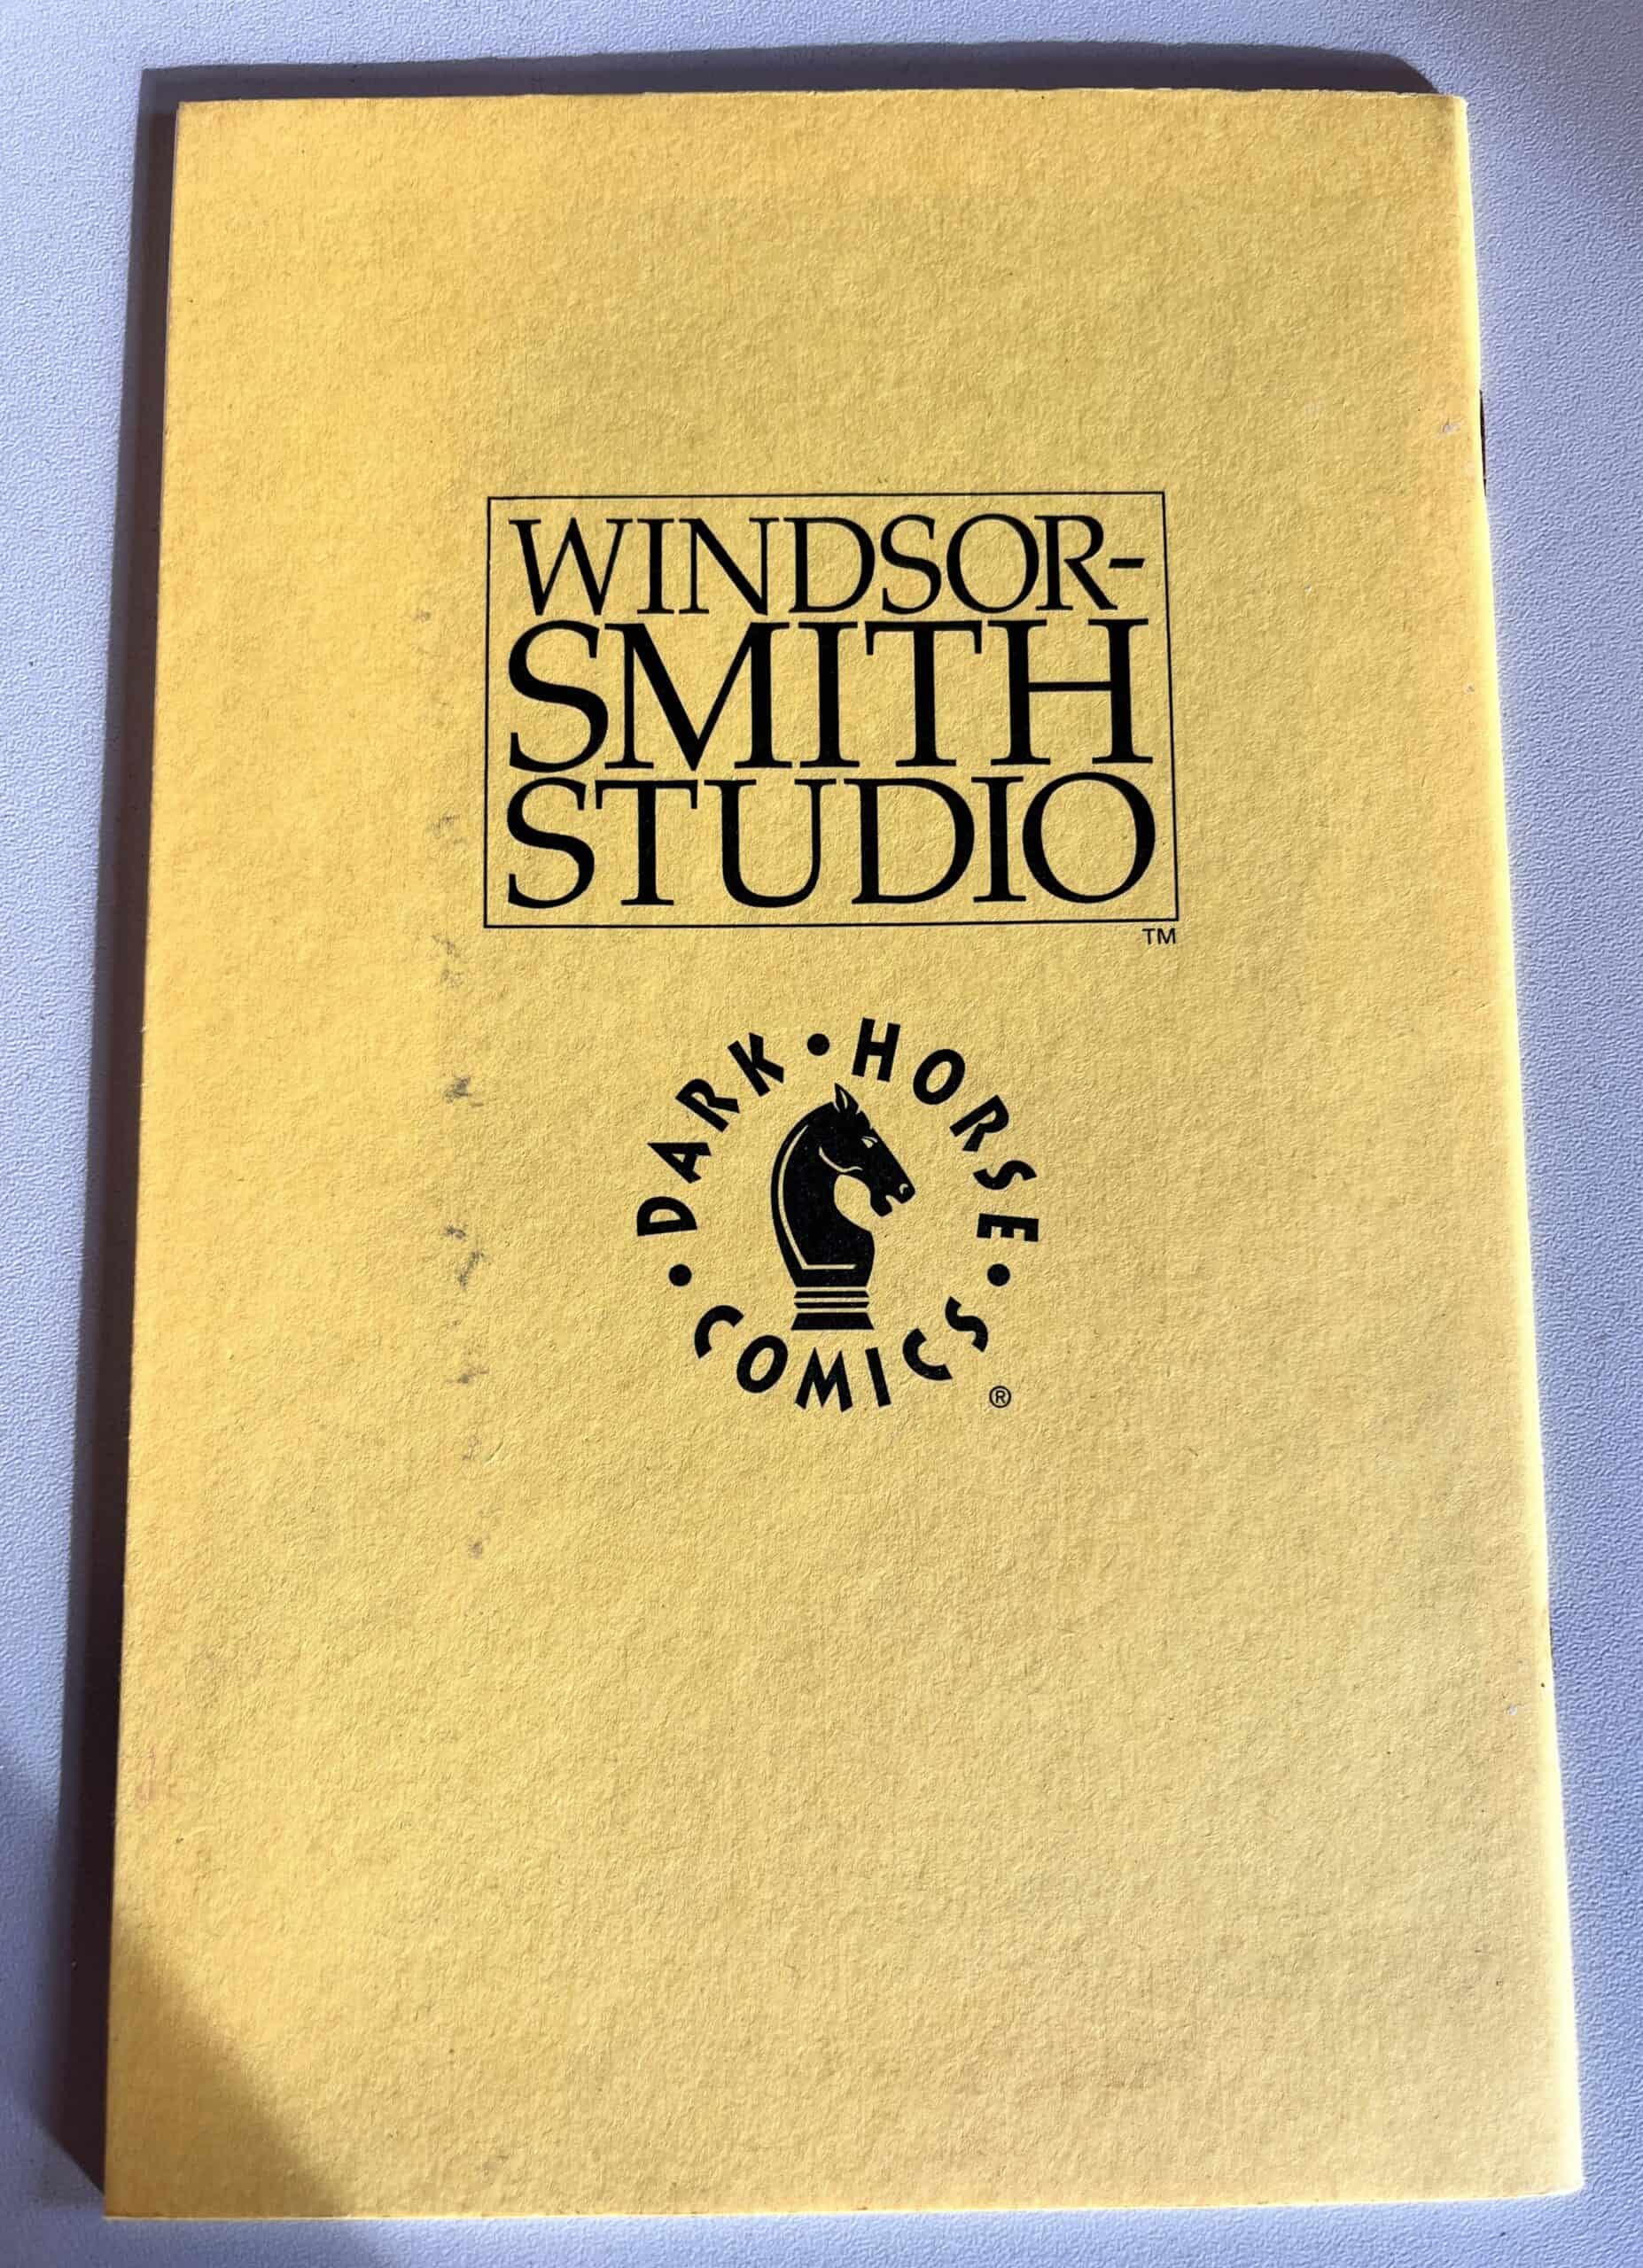 WINDSOR-
SMITH
STUDIO
TM
DARK • HORSE • COMICS •
®